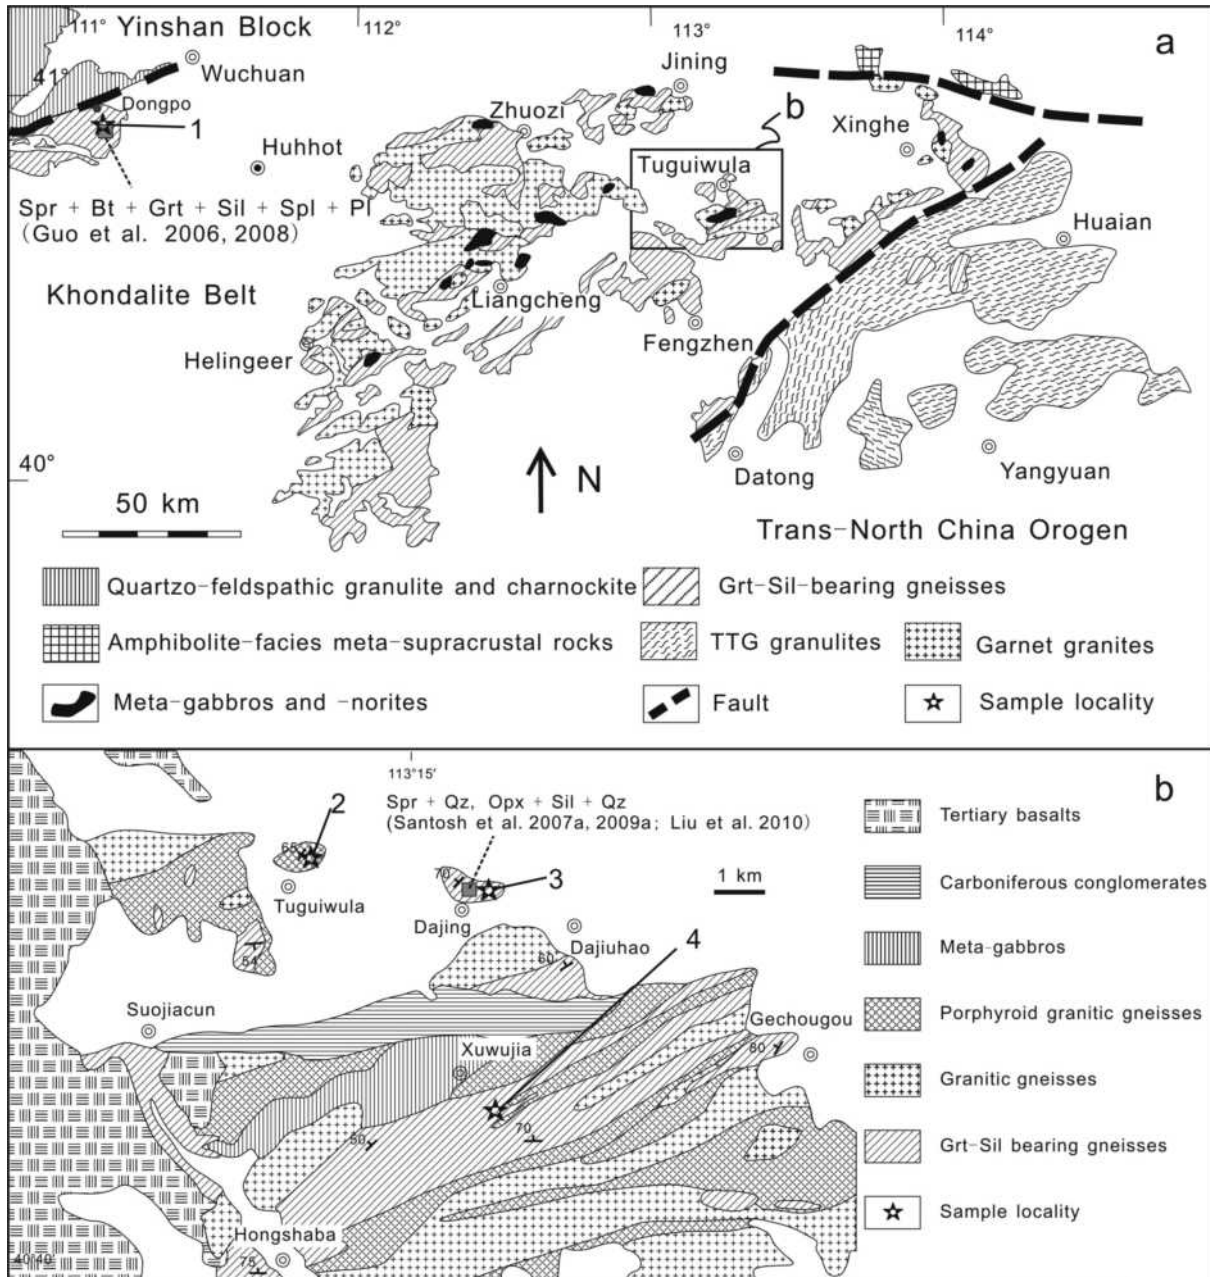 111°
112°
113°
114°
a
Yinshan Block
41°
Wuchuan
Jining
Dongpo
1
Zhuozi
b
Xinghe
Huhhot
Tuguiwula
Spr + Bt + Grt + Sil + Spl + Pl
(Guo et al. 2006, 2008)
Huaian
Khondalite Belt
Liangcheng
Fengzhen
Helingeer
40°
N
Datong
Yangyuan
50 km
Trans-North China Orogen
Quartzo-feldspathic granulite and charnockite
Grt-Sil-bearing gneisses
Amphibolite-facies meta-supracrustal rocks
TTG granulites
Garnet granites
Meta-gabbros and -norites
Fault
Sample locality
113°15′
b
2
Spr + Qz, Opx + Sil + Qz
(Santosh et al. 2007a, 2009a; Liu et al. 2010)
Tertiary basalts
65
70
3
1 km
Carboniferous conglomerates
Tuguiwula
Dajing
Dajiuhao
4
Meta-gabbros
54
60
Suojiacun
Gechougou
Porphyroid granitic gneisses
Xuwujia
80
Granitic gneisses
50
70
Grt-Sil bearing gneisses
Sample locality
Hongshaba
40°40′
75